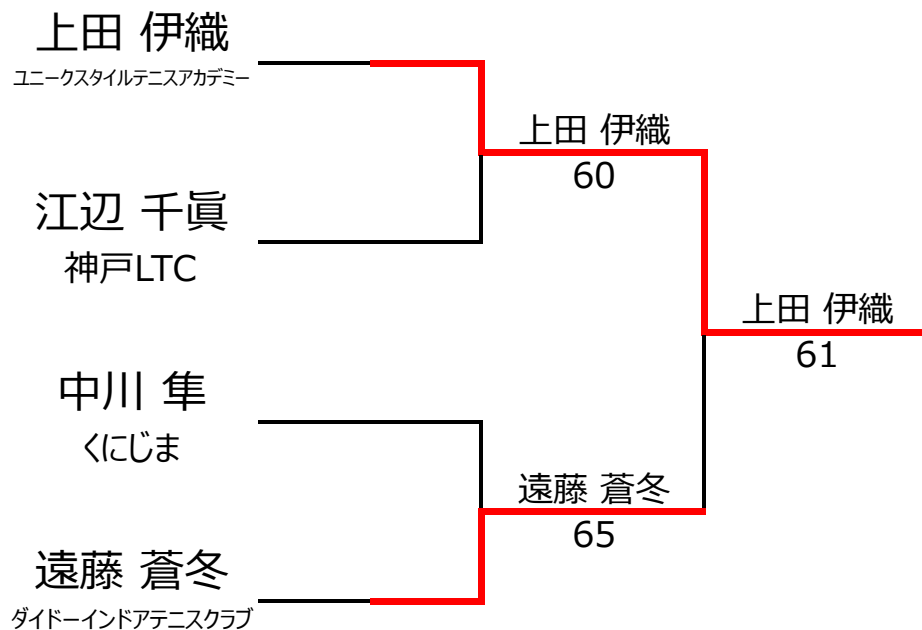 上田 伊織
ユニークスタイルテニスアカデミー
江辺 千眞
神戸LTC
中川 隼
くにじま
遠藤 蒼冬
ダイドーインドアテニスクラブ
上田 伊織
60
遠藤 蒼冬
65
上田 伊織
61